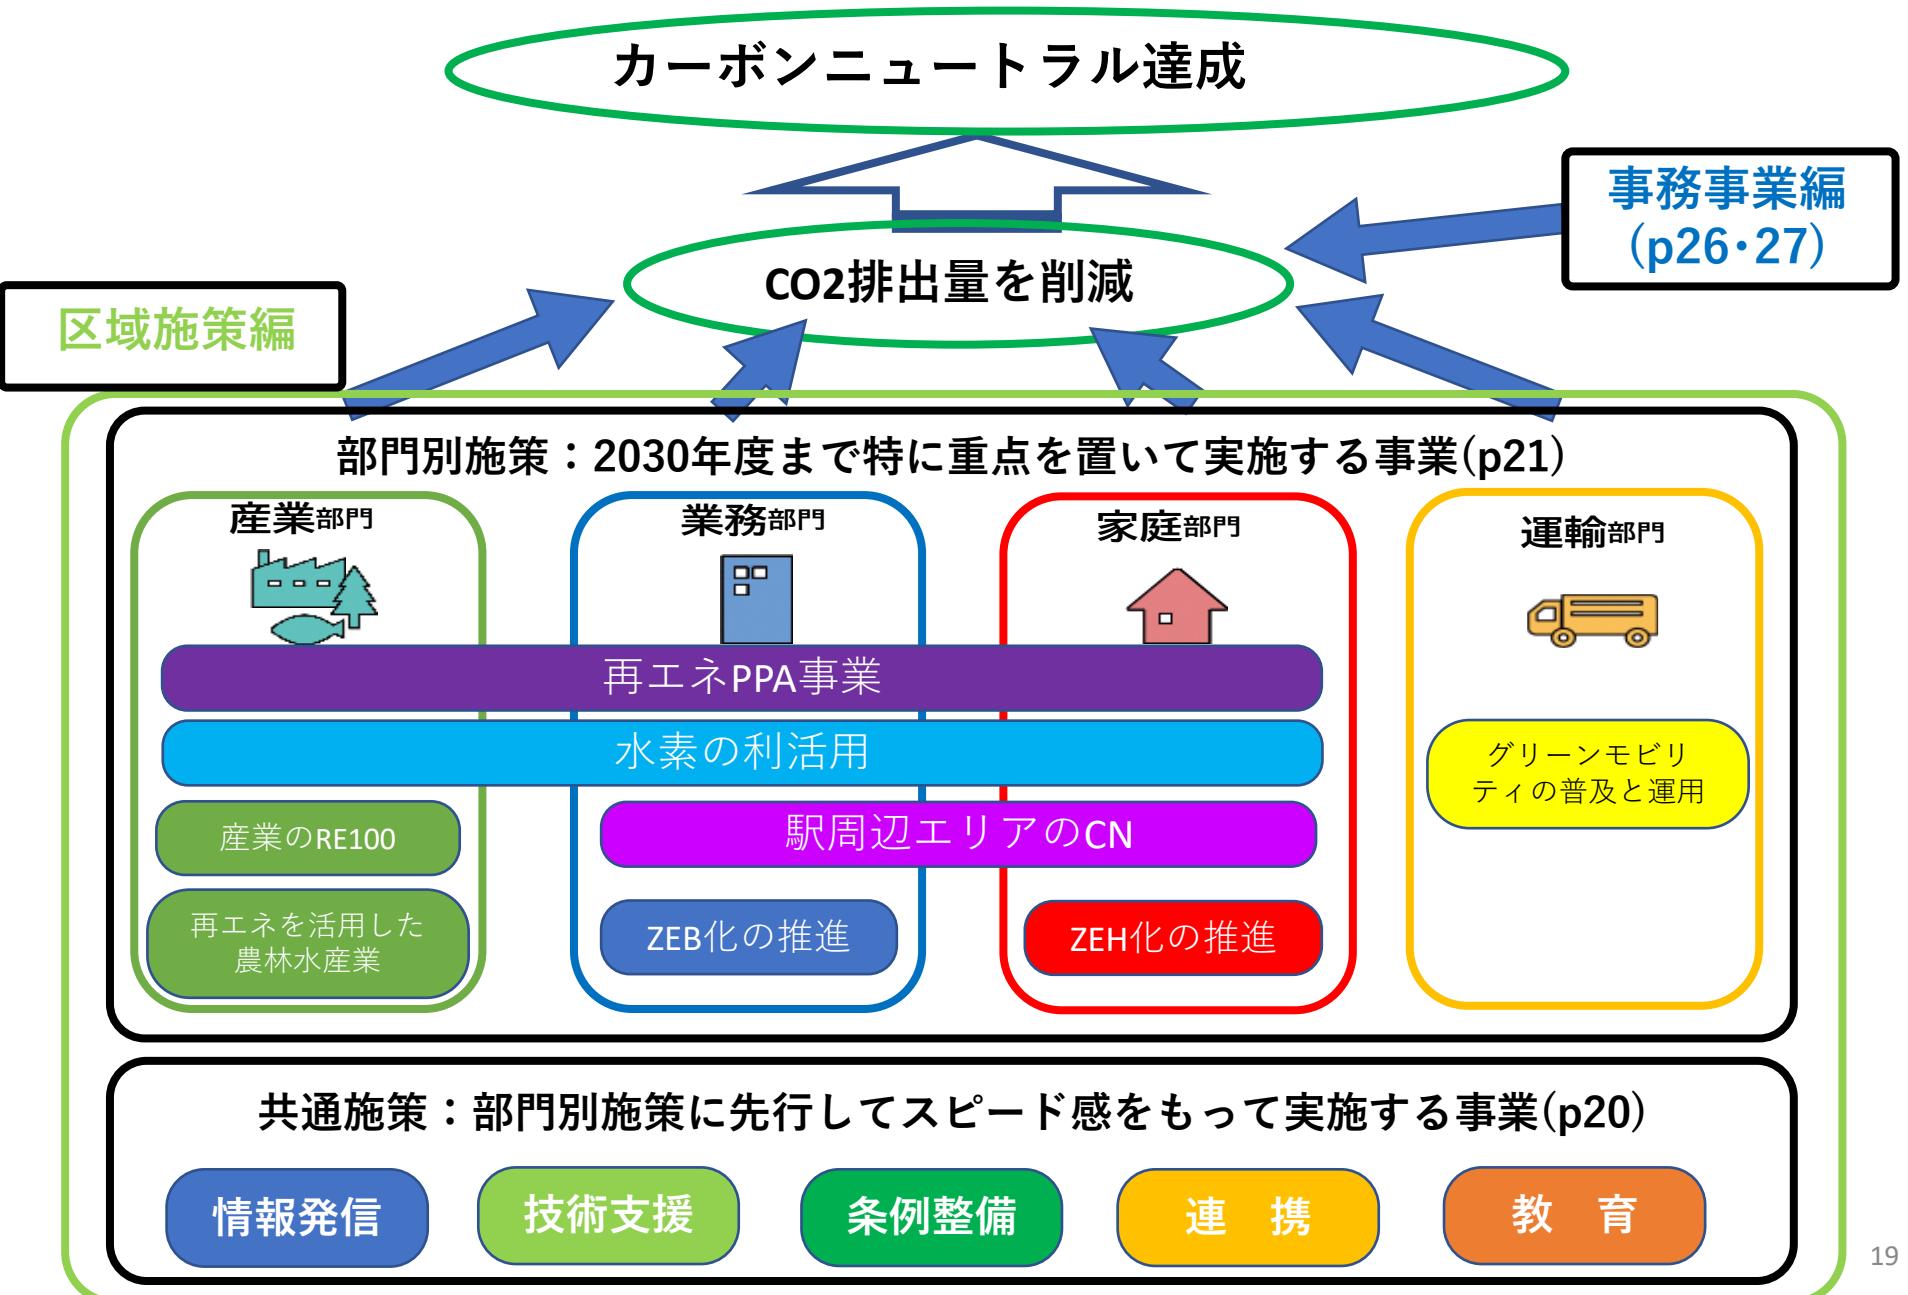 カーボンニュートラル達成
事務事業編
(p26・27)
CO2排出量を削減
区域施策編
部門別施策：2030年度まで特に重点を置いて実施する事業(p21)
産業部門
業務部門
家庭部門
運輸部門
再エネPPA事業
水素の利活用
グリーンモビリ
ティの普及と運用
産業のRE100
駅周辺エリアのCN
再エネを活用した
農林水産業
ZEB化の推進
ZEH化の推進
共通施策：部門別施策に先行してスピード感をもって実施する事業(p20)
情報発信
技術支援
条例整備
連　携
教　育
19